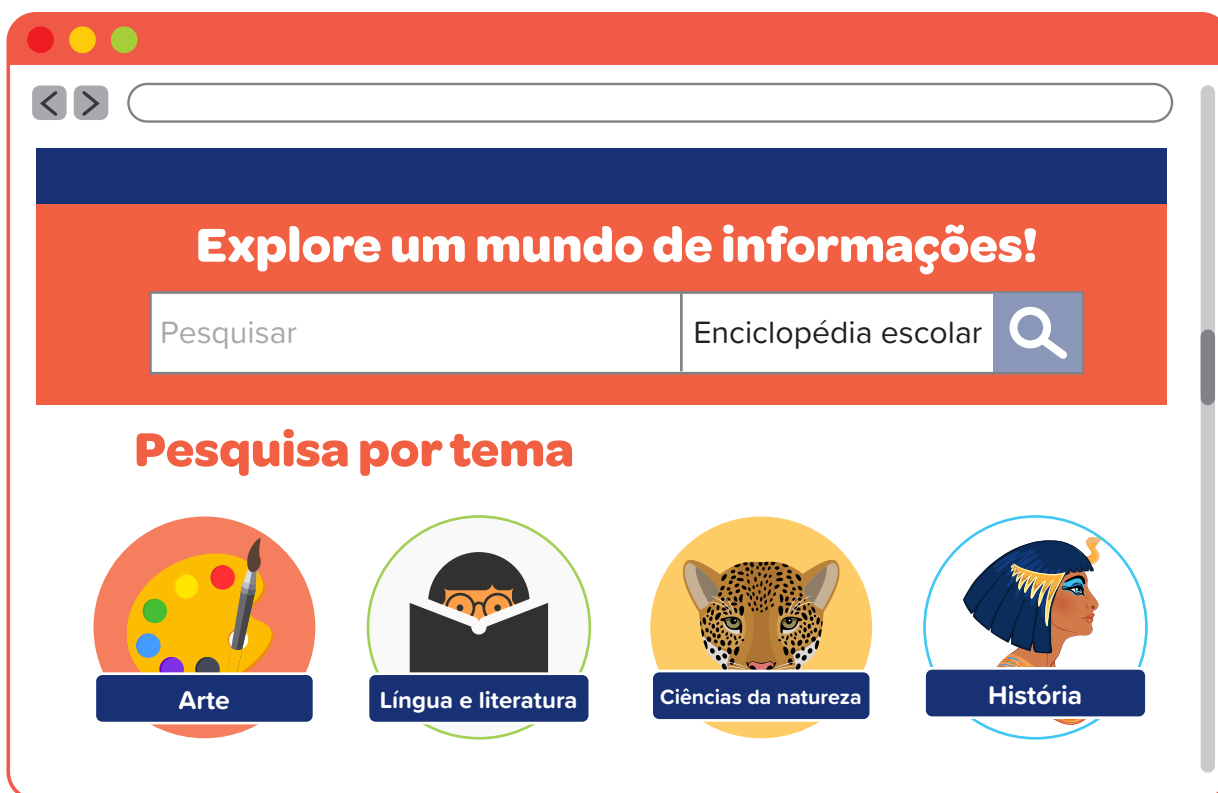 Explore um mundo de informações!
Pesquisar
Enciclopédia escolar
Pesquisa por tema
Arte
Língua e literatura
Ciências da natureza
História